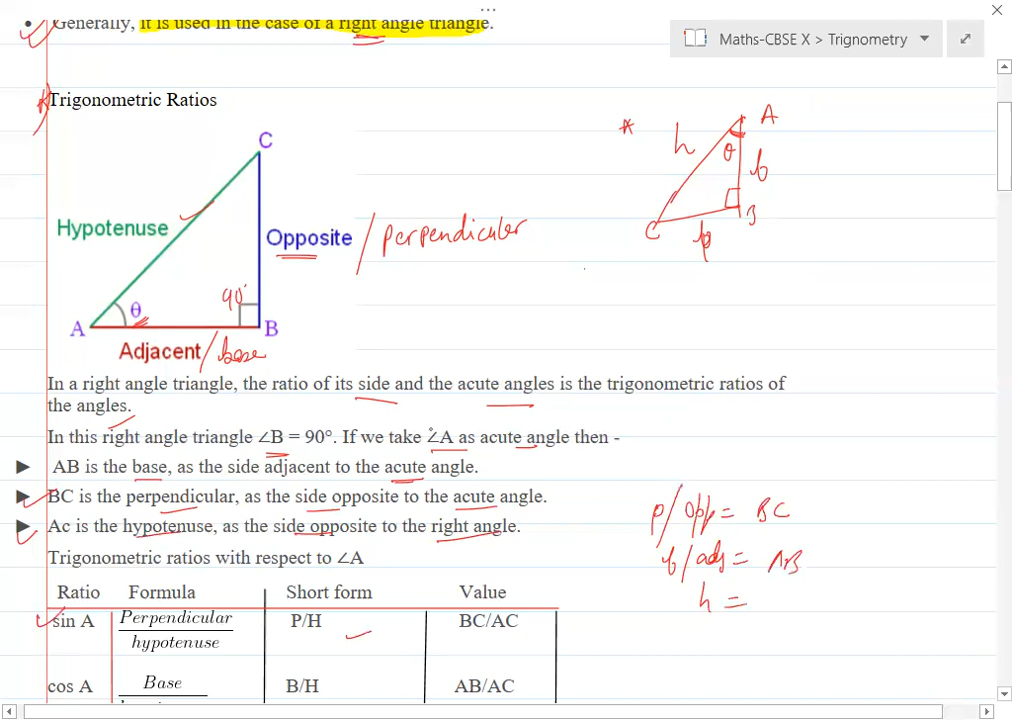 Generally, it is used in the case of a right angle triangle.
Maths-CBSE X > Trignometry
Trigonometric Ratios
C
Hypotenuse
Opposite / perpendicular
90°
θ
A
B
Adjacent / base
* A
h
θ
b
B
C
p
In a right angle triangle, the ratio of its side and the acute angles is the trigonometric ratios of
the angles.
In this right angle triangle ∠B = 90°. If we take ∠A as acute angle then -
AB is the base, as the side adjacent to the acute angle.
BC is the perpendicular, as the side opposite to the acute angle.
Ac is the hypotenuse, as the side opposite to the right angle.
p/opp = BC
b/adj = AB
h =
Trigonometric ratios with respect to ∠A
Ratio Formula Short form Value
sin A Perpendicular P/H BC/AC
hypotenuse
cos A Base B/H AB/AC